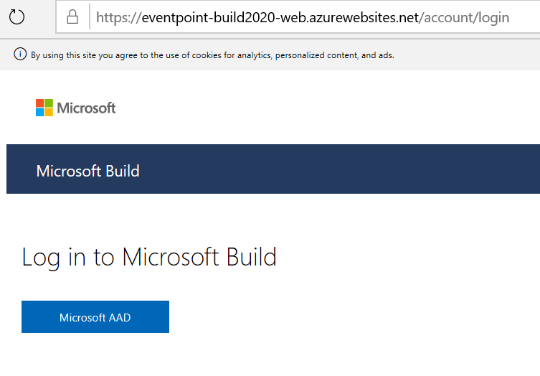 https://eventpoint-build2020-web.azurewebsites.net/account/login
By using this site you agree to the use of cookies for analytics, personalized content, and ads.
Microsoft
Microsoft Build
Log in to Microsoft Build
Microsoft AAD